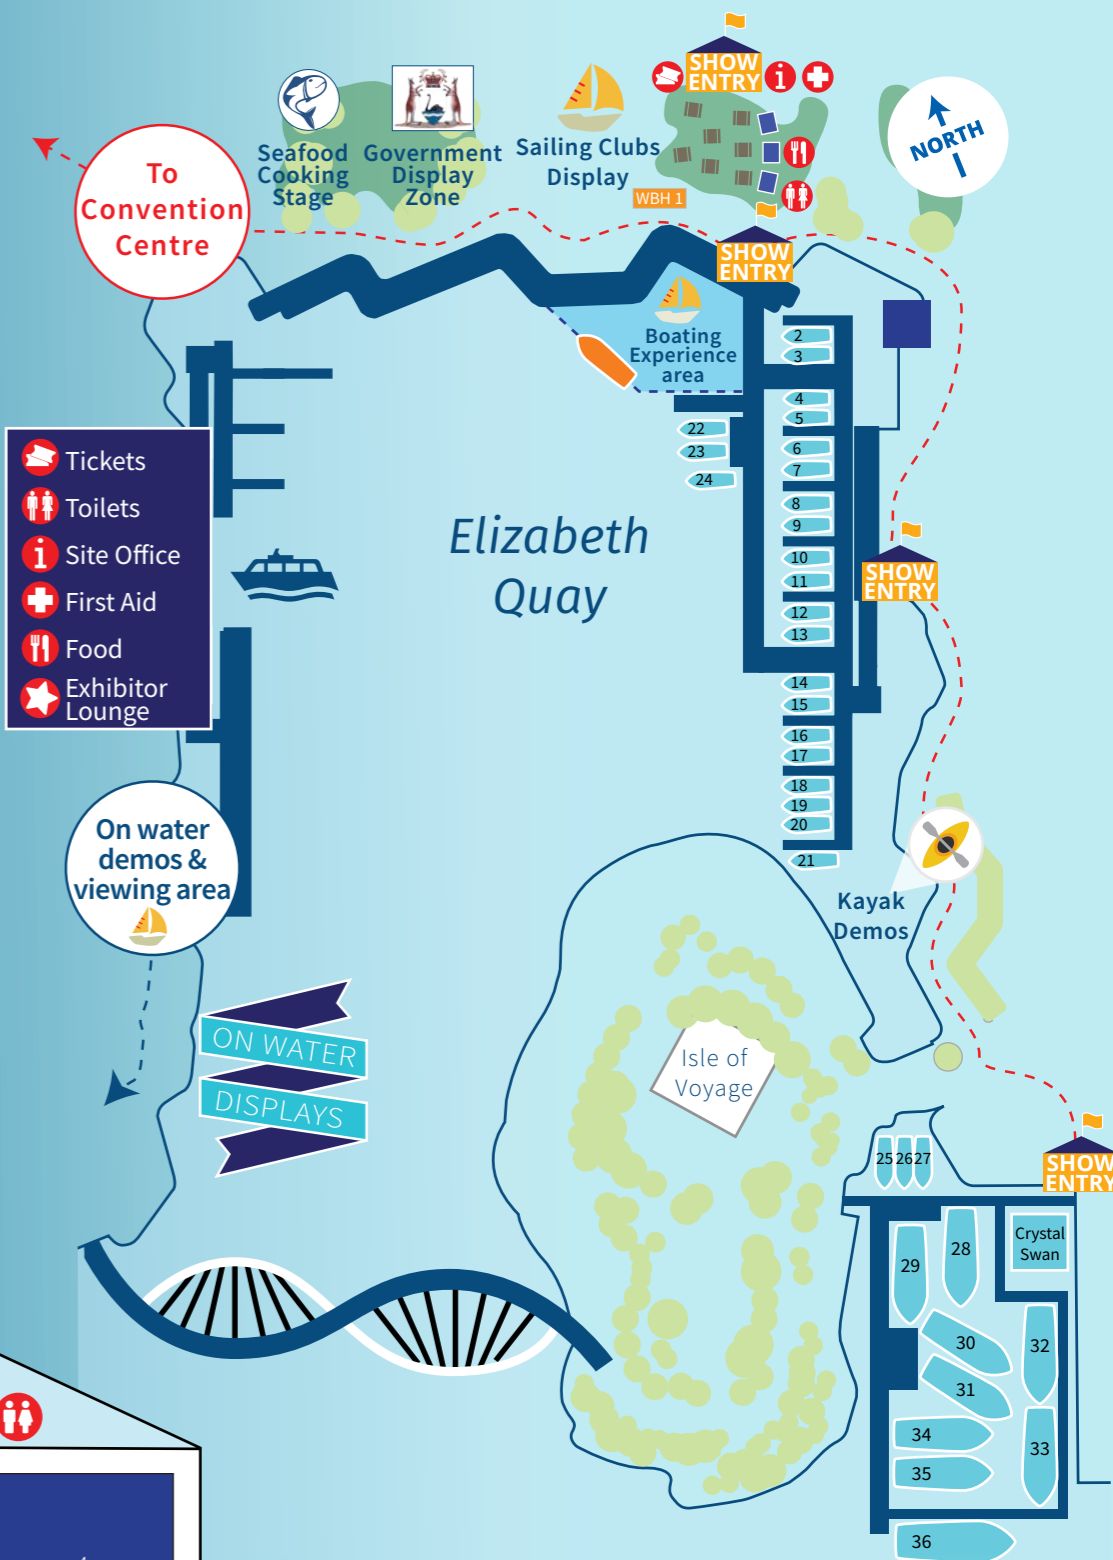 SHOW
ENTRY
NORTH
Seafood
Cooking
Stage
Government
Display
Zone
Sailing Clubs
Display
WBH 1
To
Convention
Centre
SHOW
ENTRY
Boating
Experience
area
2
3
4
5
6
7
8
9
10
11
12
13
14
15
16
17
18
19
20
21
22
23
24
Tickets
Toilets
Site Office
First Aid
Food
Exhibitor
Lounge
Elizabeth
Quay
SHOW
ENTRY
On water
demos &
viewing area
Kayak
Demos
ON WATER
DISPLAYS
Isle of
Voyage
SHOW
ENTRY
25
26
27
28
29
Crystal
Swan
30
31
32
33
34
35
36